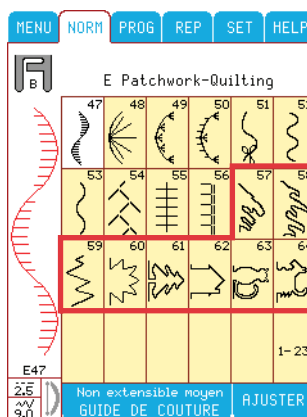 MENU NORM PROG REP SET HELP
B
E Patchwork-Quilting
47 48 49 50 51
53 54 55 56 57 58
59 60 61 62 63
1-23
E47
2.5
9.0
Non extensible moyen
GUIDE DE COUTURE
AJUSTER